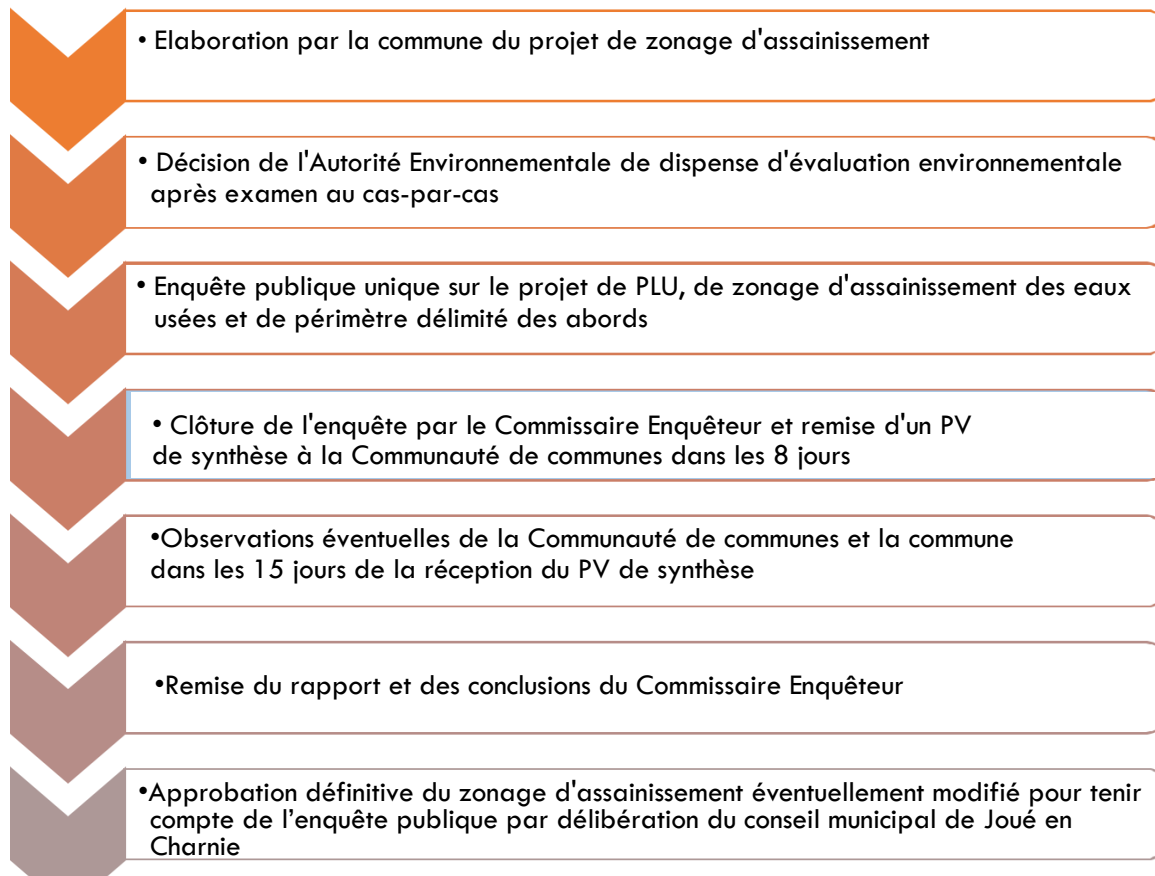 • Elaboration par la commune du projet de zonage d'assainissement
• Décision de l'Autorité Environnementale de dispense d'évaluation environnementale
après examen au cas-par-cas
• Enquête publique unique sur le projet de PLU, de zonage d'assainissement des eaux
usées et de périmètre délimité des abords
• Clôture de l'enquête par le Commissaire Enquêteur et remise d'un PV
de synthèse à la Communauté de communes dans les 8 jours
•Observations éventuelles de la Communauté de communes et la commune
dans les 15 jours de la réception du PV de synthèse
•Remise du rapport et des conclusions du Commissaire Enquêteur
•Approbation définitive du zonage d'assainissement éventuellement modifié pour tenir
compte de l’enquête publique par délibération du conseil municipal de Joué en
Charnie